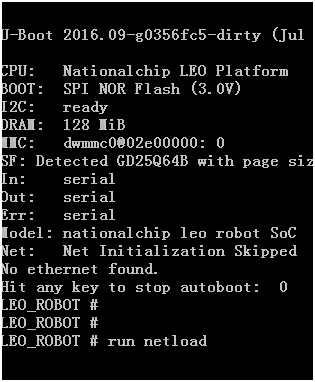 U-Boot 2016.09-g0356fc5-dirty (Jul
CPU: Nationalchip LEO Platform
BOOT: SPI NOR Flash (3.0V)
I2C: ready
DRAM: 128 MiB
MMC: dwmmc0@02e00000: 0
SF: Detected GD25Q64B with page siz
In: serial
Out: serial
Err: serial
Model: nationalchip leo robot SoC
Net: Net Initialization Skipped
No ethernet found.
Hit any key to stop autoboot: 0
LEO_ROBOT #
LEO_ROBOT #
LEO_ROBOT # run netload